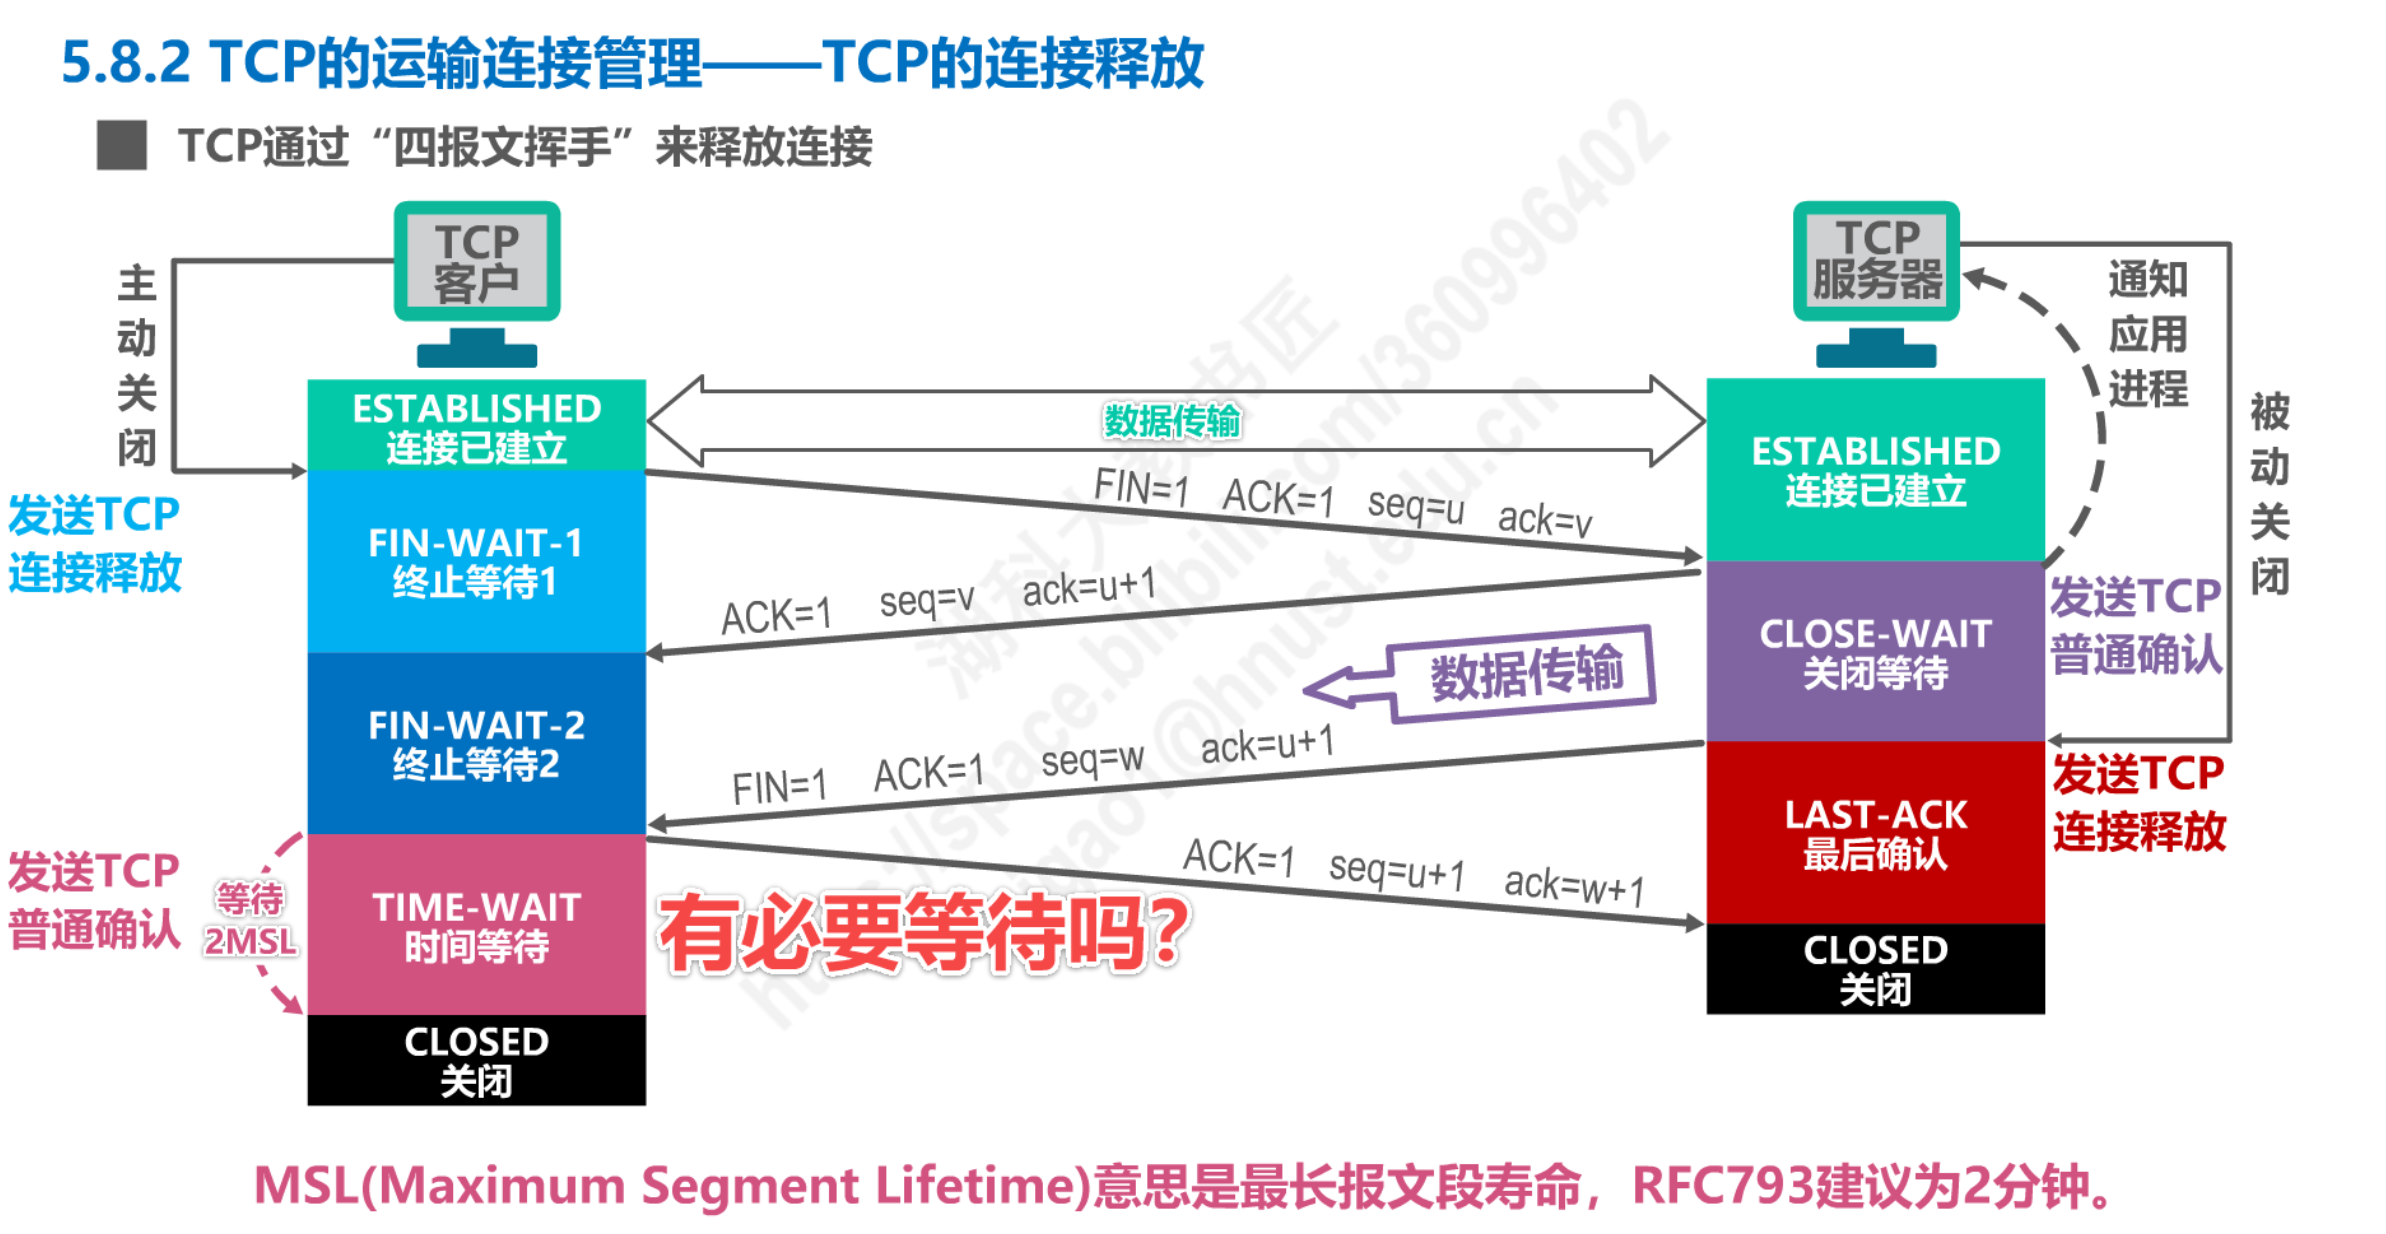 5.8.2 TCP的运输连接管理——TCP的连接释放
TCP通过“四报文挥手”来释放连接
TCP
客户
TCP
服务器
主动关闭
通知
应用
进程
被动关闭
ESTABLISHED
连接已建立
数据传输
ESTABLISHED
连接已建立
FIN=1 ACK=1 seq=u ack=v
发送TCP
连接释放
FIN-WAIT-1
终止等待1
ACK=1 seq=v ack=u+1
CLOSE-WAIT
关闭等待
发送TCP
普通确认
数据传输
FIN-WAIT-2
终止等待2
FIN=1 ACK=1 seq=w ack=u+1
LAST-ACK
最后确认
发送TCP
连接释放
ACK=1 seq=u+1 ack=w+1
发送TCP
普通确认
等待
2MSL
TIME-WAIT
时间等待
有必要等待吗？
CLOSED
关闭
CLOSED
关闭
MSL(Maximum Segment Lifetime)意思是最长报文段寿命，RFC793建议为2分钟。
湖科大教书匠
https://space.bilibili.com/360996402